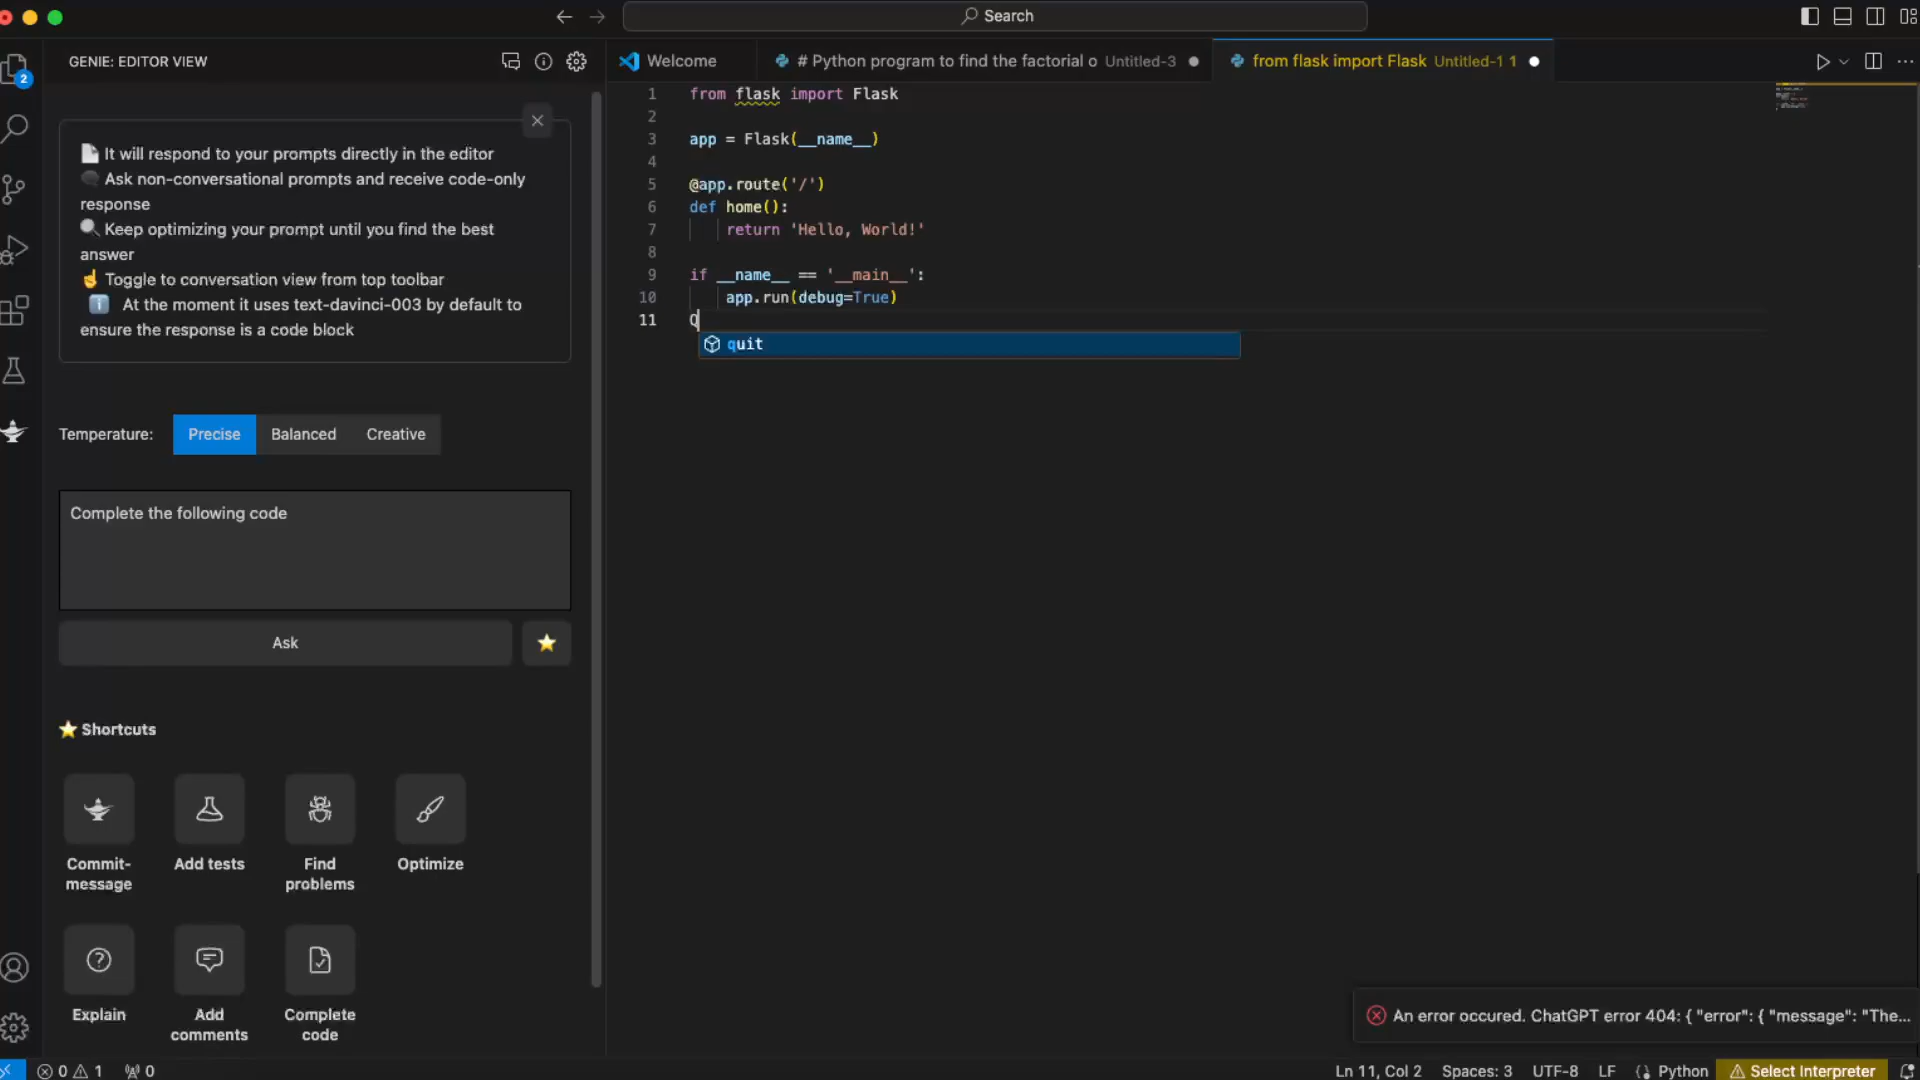 Search
GENIE: EDITOR VIEW
2
It will respond to your prompts directly in the editor
Ask non-conversational prompts and receive code-only
response
Keep optimizing your prompt until you find the best
answer
Toggle to conversation view from top toolbar
At the moment it uses text-davinci-003 by default to
ensure the response is a code block
Temperature:
Precise
Balanced
Creative
Complete the following code
Ask
Shortcuts
Commit-
message
Add tests
Find
problems
Optimize
Explain
Add
comments
Complete
code
Welcome
# Python program to find the factorial o Untitled-3
from flask import Flask Untitled-1 1
1 from flask import Flask
2
3 app = Flask(__name__)
4
5 @app.route('/')
6 def home():
7 return 'Hello, World!'
8
9 if __name__ == '__main__':
10 app.run(debug=True)
11 Q
quit
An error occured. ChatGPT error 404: { "error": { "message": "The...
0 1 0
Ln 11, Col 2
Spaces: 3
UTF-8
LF
Python
Select Interpreter